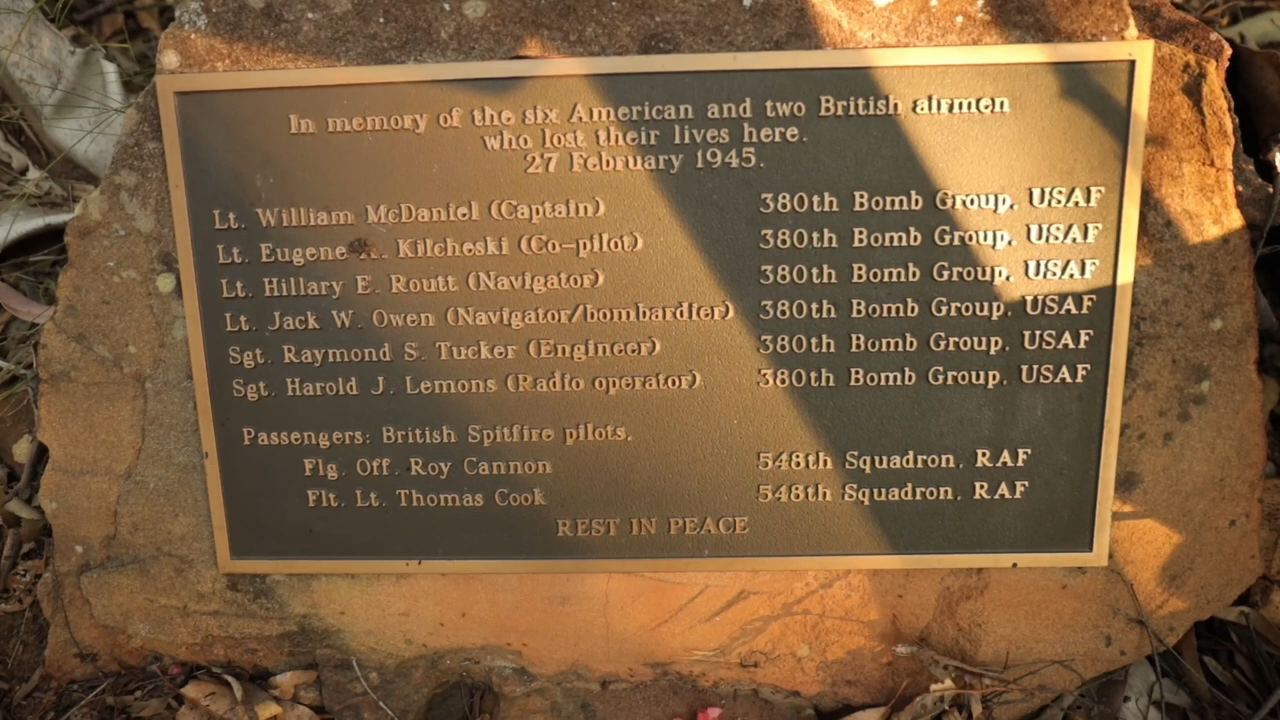 In memory of the six American and two British airmen
who lost their lives here.
27 February 1945.
Lt. William McDaniel (Captain) 380th Bomb Group, USAF
Lt. Eugene Kilcheski (Co-pilot) 380th Bomb Group, USAF
Lt. Hillary E. Routt (Navigator) 380th Bomb Group, USAF
Lt. Jack W. Owen (Navigator/bombardier) 380th Bomb Group, USAF
Sgt. Raymond S. Tucker (Engineer) 380th Bomb Group, USAF
Sgt. Harold J. Lemons (Radio operator) 380th Bomb Group, USAF
Passengers: British Spitfire pilots.
Flg. Off. Roy Cannon 548th Squadron, RAF
Flt. Lt. Thomas Cook 548th Squadron, RAF
REST IN PEACE